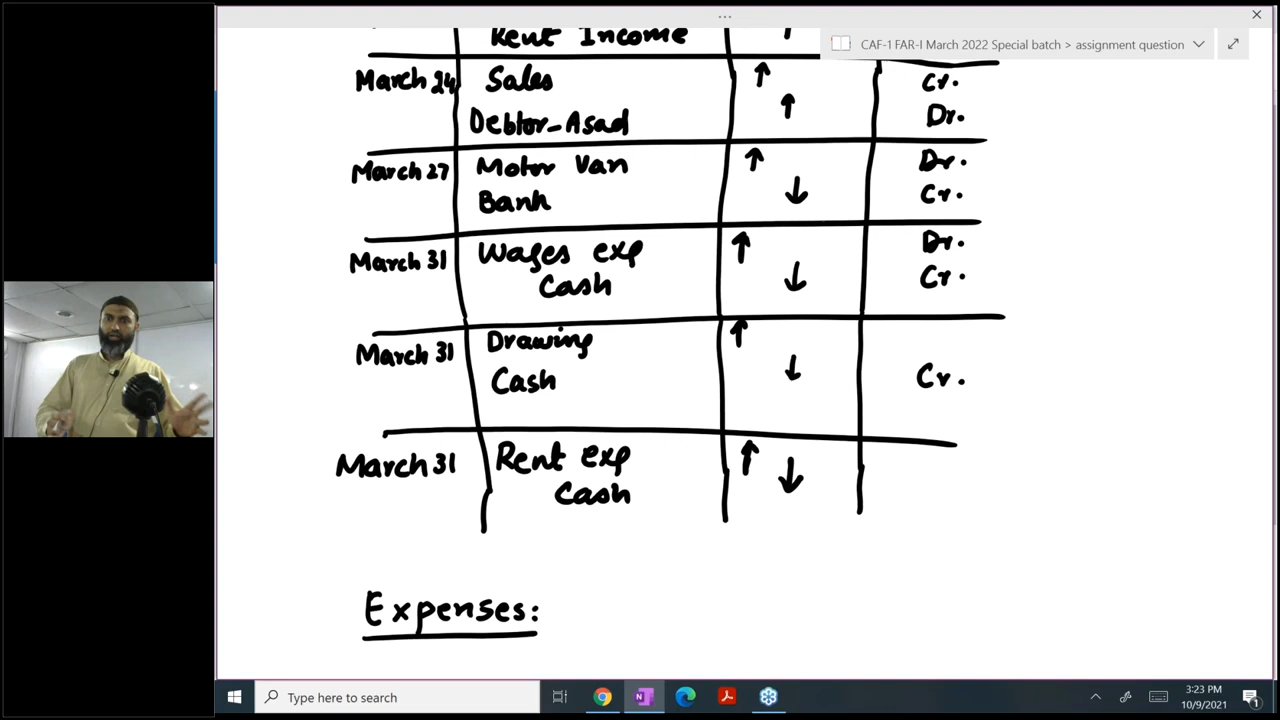 ...
CAF-1 FAR-I March 2022 Special batch > assignment question
Rent Income ↑
March 24 Sales ↑ Cr.
Debtor-Asad ↑ Dr.
March 27 Motor Van ↑ Dr.
Bank ↓ Cr.
March 31 Wages exp ↑ Dr.
Cash ↓ Cr.
March 31 Drawing ↑
Cash ↓ Cr.
March 31 Rent exp ↑
Cash ↓
Expenses:
Type here to search
3:23 PM
10/9/2021
1